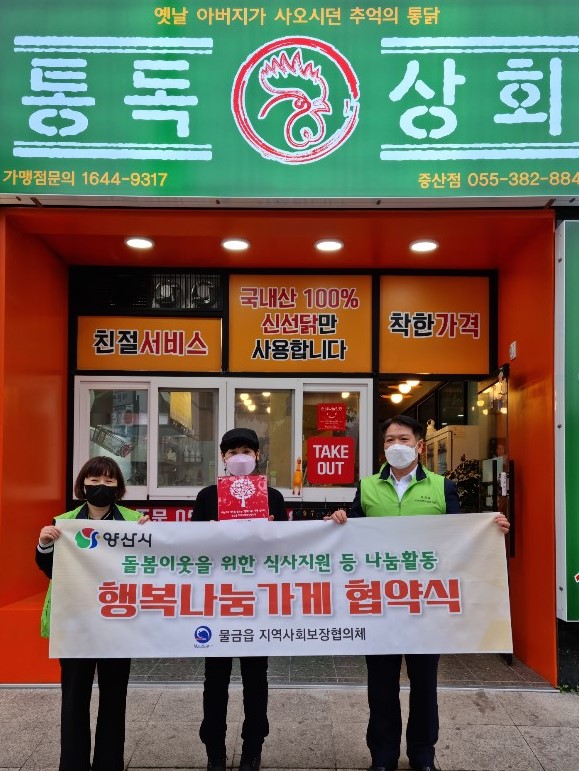 옛날 아버지가 사오시던 추억의 통닭
통 독 상 회
가맹점문의 1644-9317
증산점 055-382-884
친절서비스
국내산 100%
신선닭만
사용합니다
착한가격
TAKE
OUT
양산시
돌봄이웃을 위한 식사지원 등 나눔활동
행복나눔가게 협약식
물금읍 지역사회보장협의체